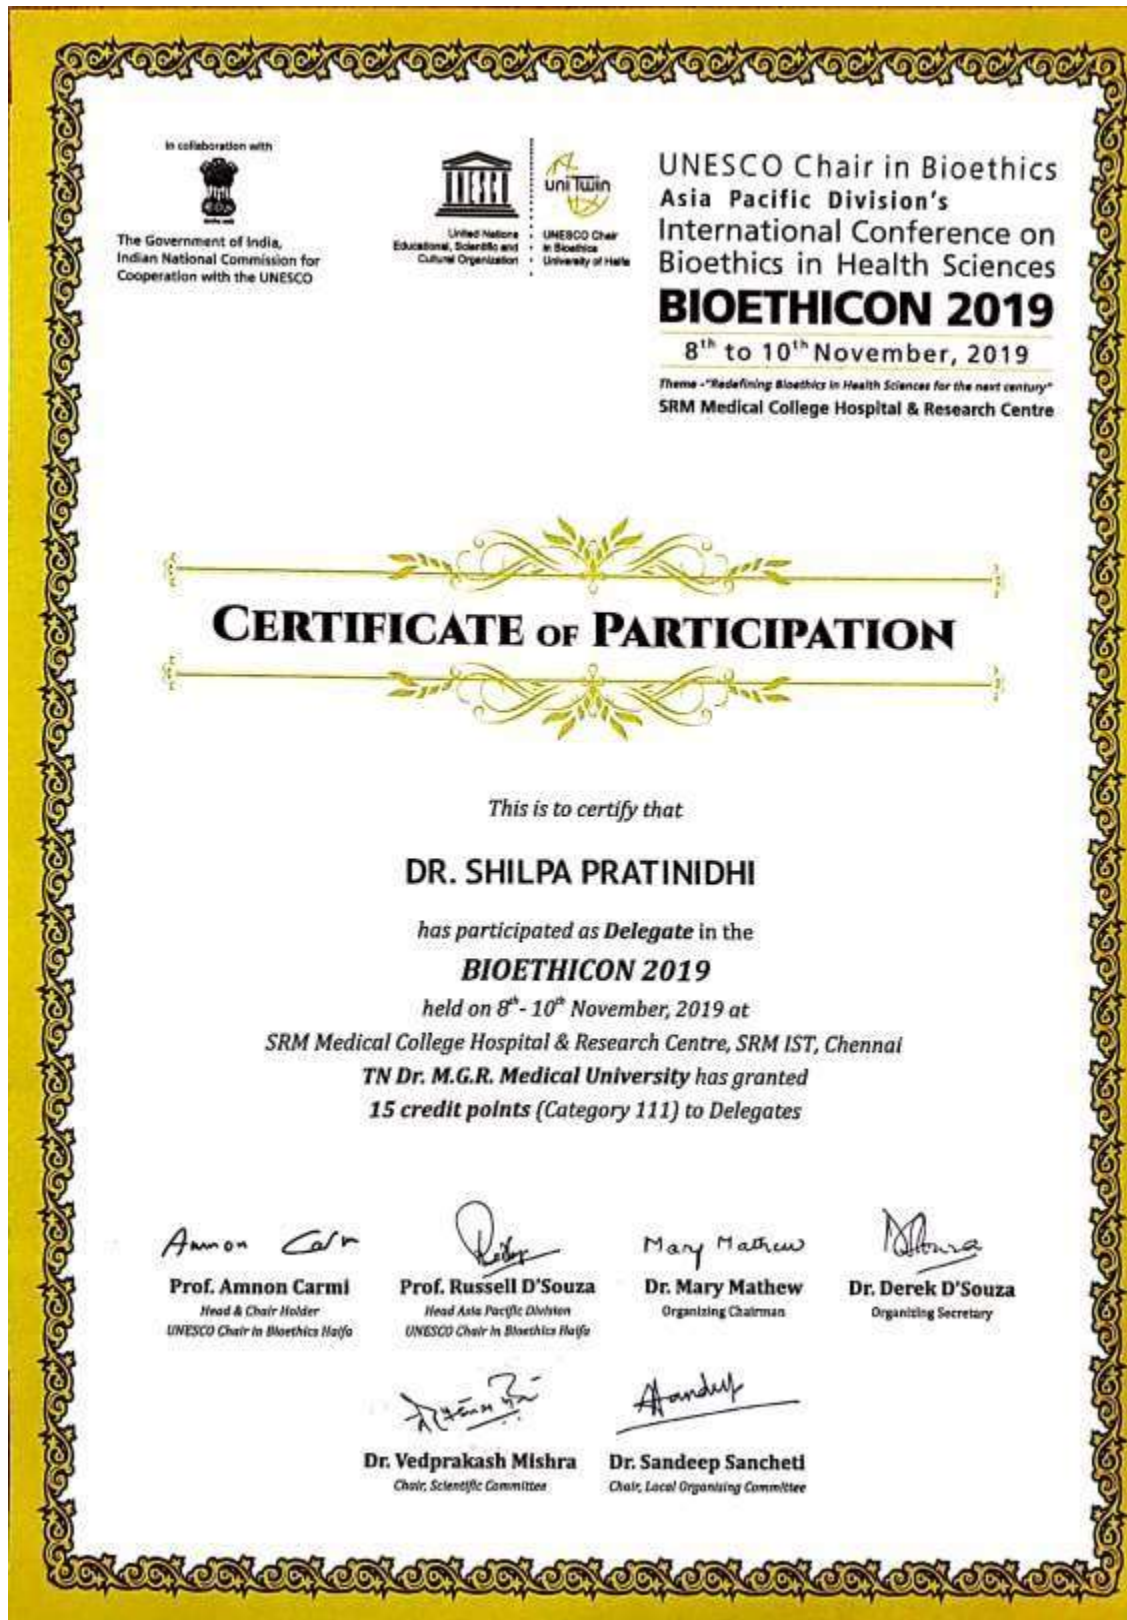 In collaboration with
The Government of India,
Indian National Commission for
Cooperation with the UNESCO
UNESCO
United Nations
Educational, Scientific and
Cultural Organization
uniTwin
UNESCO Chair
in Bioethics
University of Haifa
UNESCO Chair in Bioethics
Asia Pacific Division's
International Conference on
Bioethics in Health Sciences
BIOETHICON 2019
8th to 10th November, 2019
Theme -"Redefining Bioethics in Health Sciences for the next century"
SRM Medical College Hospital & Research Centre
CERTIFICATE OF PARTICIPATION
This is to certify that
DR. SHILPA PRATINIDHI
has participated as Delegate in the
BIOETHICON 2019
held on 8th- 10th November, 2019 at
SRM Medical College Hospital & Research Centre, SRM IST, Chennai
TN Dr. M.G.R. Medical University has granted
15 credit points (Category 111) to Delegates
Amnon Carmi
Mary Mathew
Prof. Amnon Carmi
Head & Chair Holder
UNESCO Chair in Bioethics Haifa
Prof. Russell D'Souza
Head Asia Pacific Division
UNESCO Chair in Bioethics Haifa
Dr. Mary Mathew
Organizing Chairman
Dr. Derek D'Souza
Organizing Secretary
Dr. Vedprakash Mishra
Chair, Scientific Committee
Dr. Sandeep Sancheti
Chair, Local Organising Committee